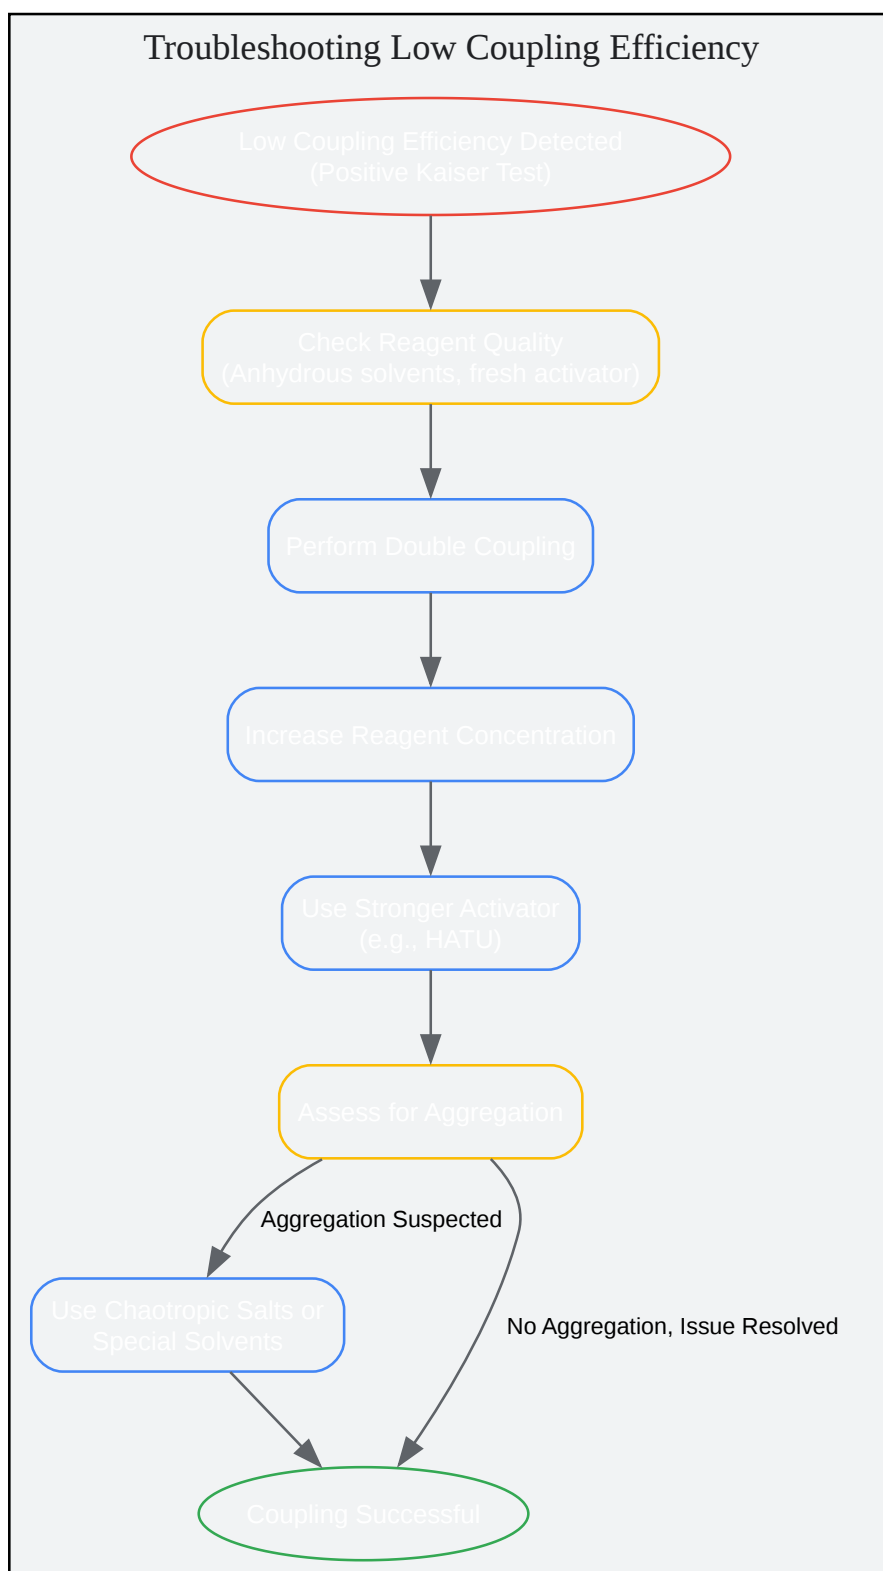 Troubleshooting Low Coupling Efficiency
Low Coupling Efficiency Detected
(Positive Kaiser Test)
Check Reagent Quality
(Anhydrous solvents, fresh activator)
Perform Double Coupling
Increase Reagent Concentration
Use Stronger Activator
(e.g., HATU)
Assess for Aggregation
Aggregation Suspected
Use Chaotropic Salts or
Special Solvents
No Aggregation, Issue Resolved
Coupling Successful